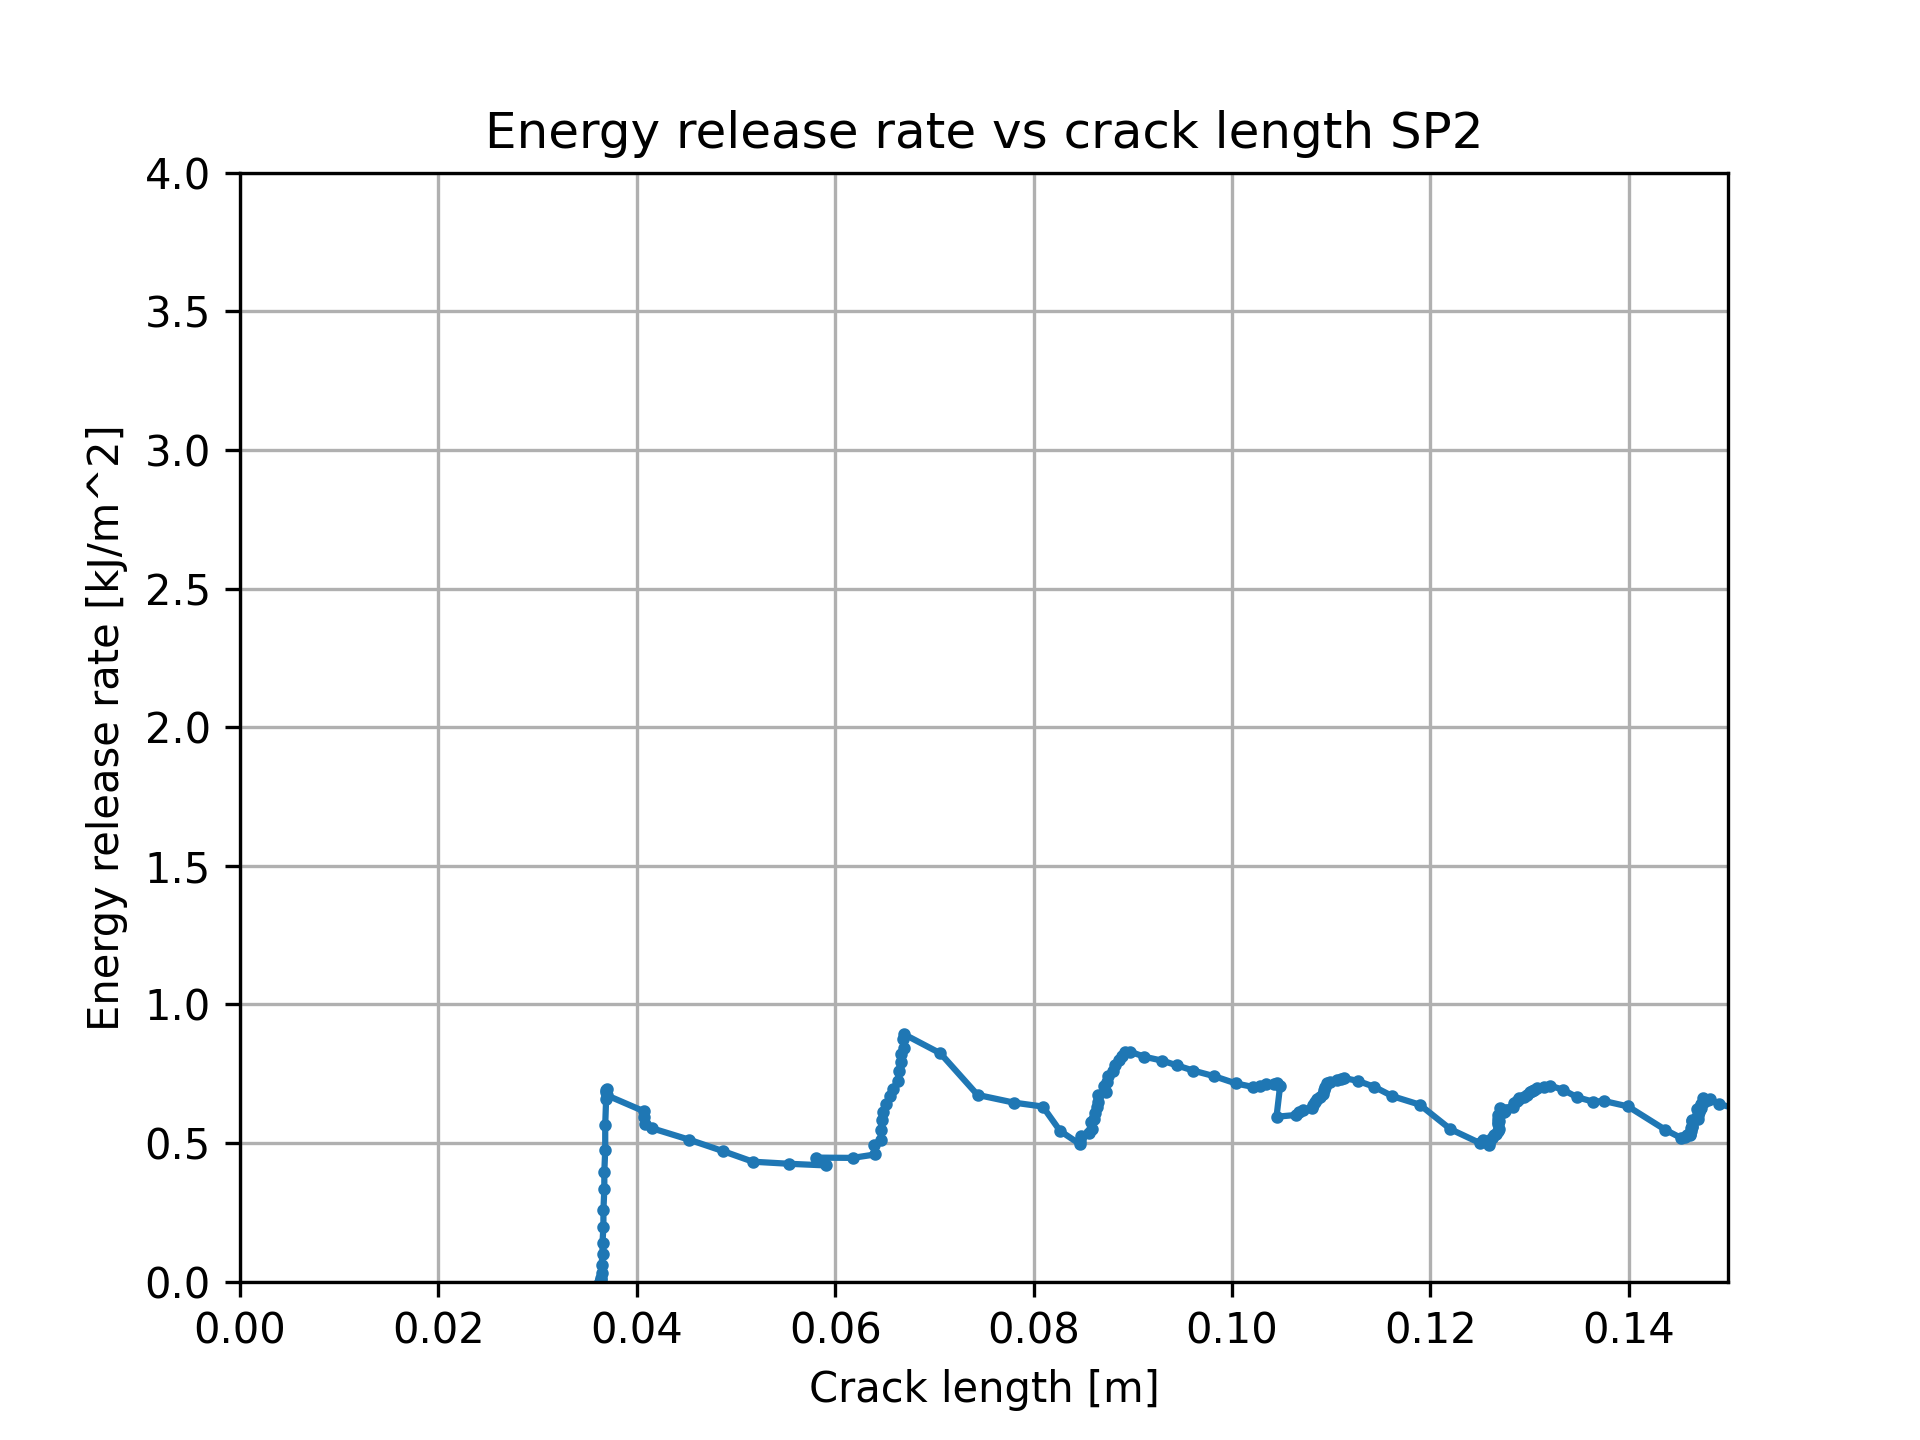 Energy release rate vs crack length SP2
4.0
3.5
3.0
2.5
2.0
1.5
1.0
0.5
0.0
Energy release rate [kJ/m^2]
0.00 0.02 0.04 0.06 0.08 0.10 0.12 0.14
Crack length [m]